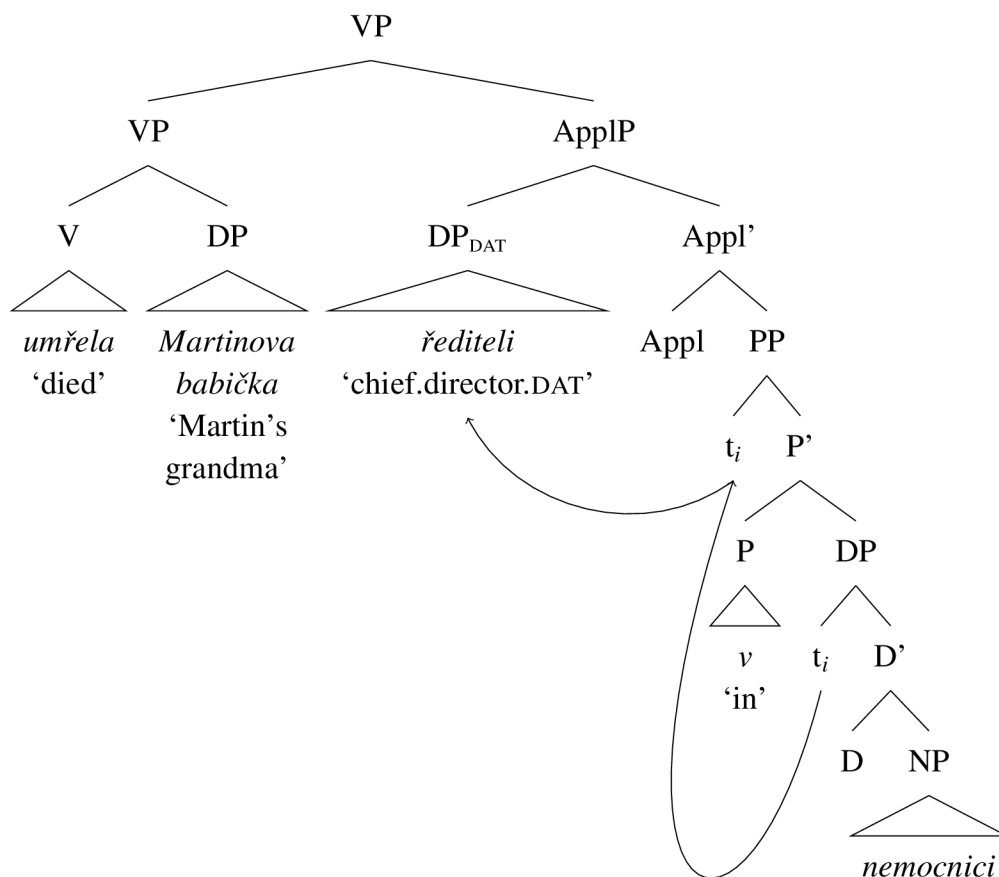 VP
VP ApplP
V DP DP_DAT Appl’
umřela Martinova řediteli Appl PP
‘died’ babička ‘chief.director.DAT’
‘Martin’s t_i P’
grandma’
P DP
v t_i D’
‘in’
D NP
nemocnici